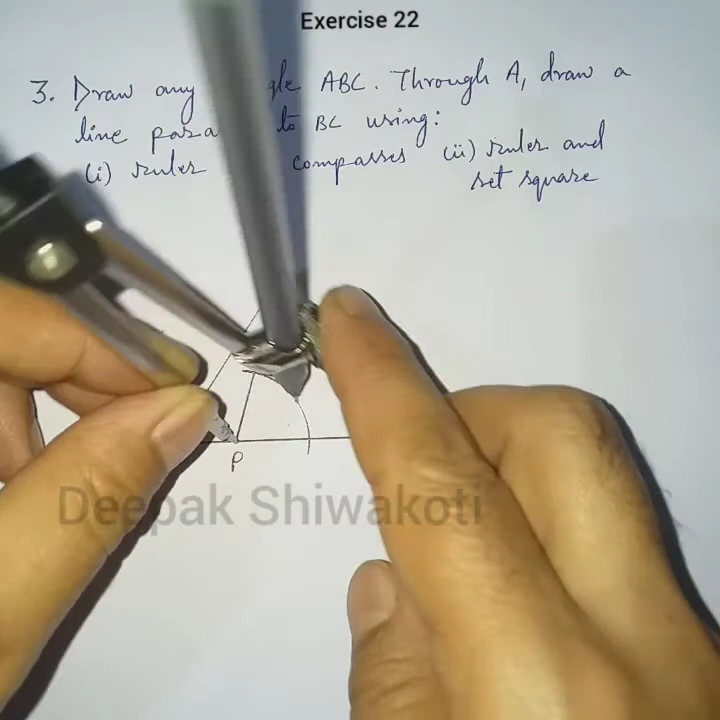 Exercise 22
3. Draw any gle ABC. Through A, draw a
line para to BC using:
(i) ruler compasses (ii) ruler and
set square
P
Deepak Shiwakoti